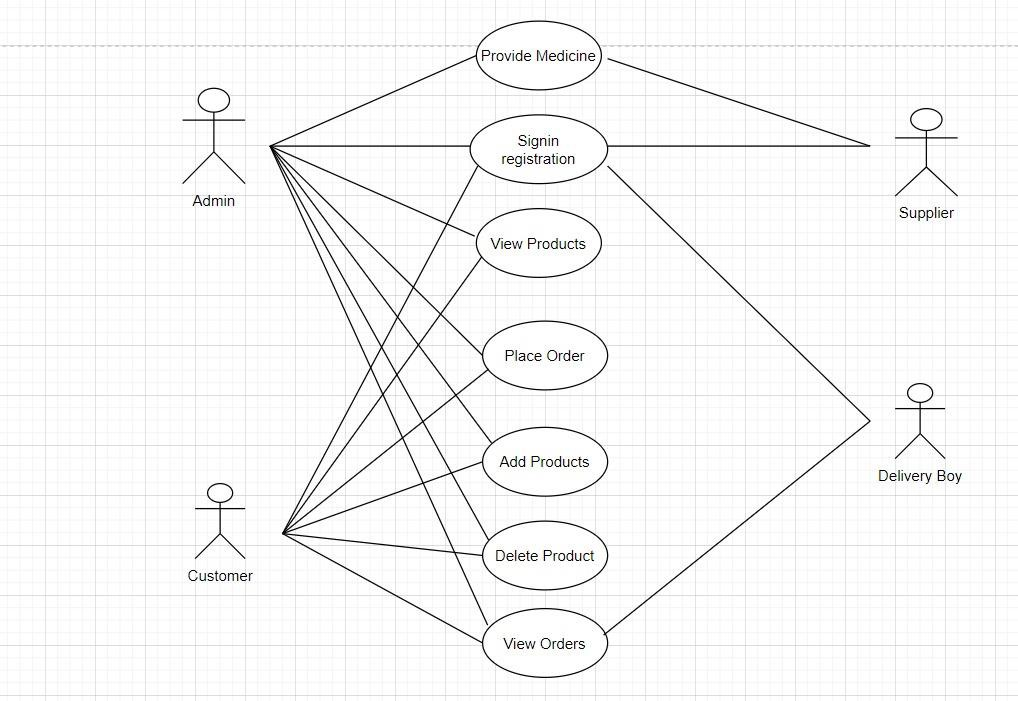 Provide Medicine
Signin
registration
Admin
Supplier
View Products
Place Order
Add Products
Delivery Boy
Delete Product
Customer
View Orders